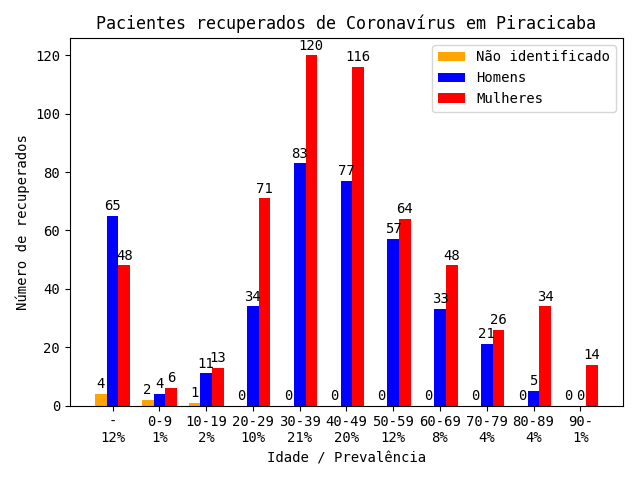 Pacientes recuperados de Coronavírus em Piracicaba
Número de recuperados
120
100
80
60
40
20
0
Não identificado
Homens
Mulheres
4 65 48
2 4 6
1 11 13
0 34 71
0 83 120
0 77 116
0 57 64
0 33 48
0 21 26
0 5 34
0 0 14
- 0-9 10-19 20-29 30-39 40-49 50-59 60-69 70-79 80-89 90-
12% 1% 2% 10% 21% 20% 12% 8% 4% 4% 1%
Idade / Prevalência